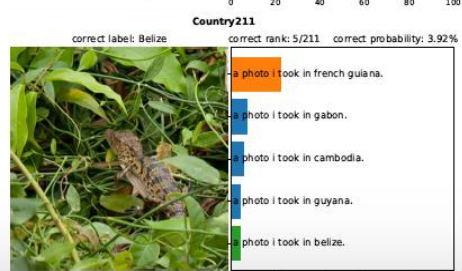 0 20 40 60 80 100
Country211
correct label: Belize correct rank: 5/211 correct probability: 3.92%
a photo i took in french guiana.
a photo i took in gabon.
a photo i took in cambodia.
a photo i took in guyana.
a photo i took in belize.